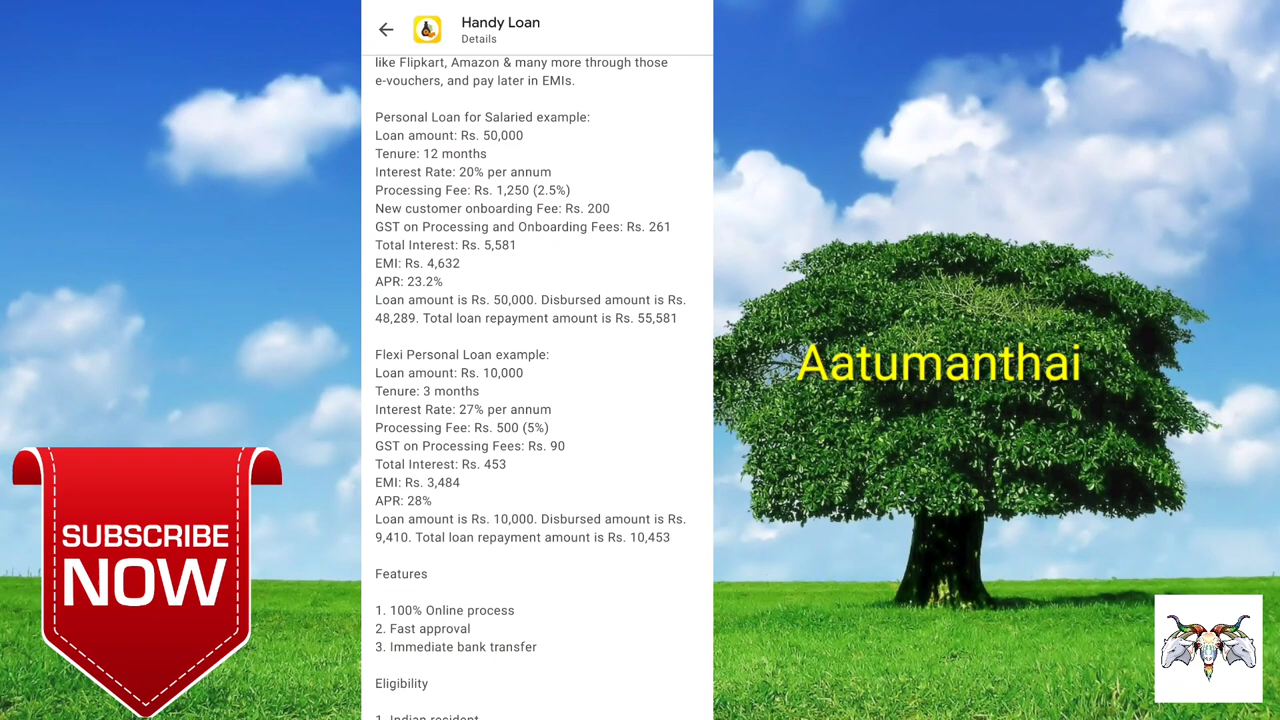 Handy Loan
Details
like Flipkart, Amazon & many more through those
e-vouchers, and pay later in EMIs.
Personal Loan for Salaried example:
Loan amount: Rs. 50,000
Tenure: 12 months
Interest Rate: 20% per annum
Processing Fee: Rs. 1,250 (2.5%)
New customer onboarding Fee: Rs. 200
GST on Processing and Onboarding Fees: Rs. 261
Total Interest: Rs. 5,581
EMI: Rs. 4,632
APR: 23.2%
Loan amount is Rs. 50,000. Disbursed amount is Rs.
48,289. Total loan repayment amount is Rs. 55,581
Flexi Personal Loan example:
Loan amount: Rs. 10,000
Tenure: 3 months
Interest Rate: 27% per annum
Processing Fee: Rs. 500 (5%)
GST on Processing Fees: Rs. 90
Total Interest: Rs. 453
EMI: Rs. 3,484
APR: 28%
Loan amount is Rs. 10,000. Disbursed amount is Rs.
9,410. Total loan repayment amount is Rs. 10,453
Features
1. 100% Online process
2. Fast approval
3. Immediate bank transfer
Eligibility
1. Indian resident
SUBSCRIBE
NOW
Aatumanthai